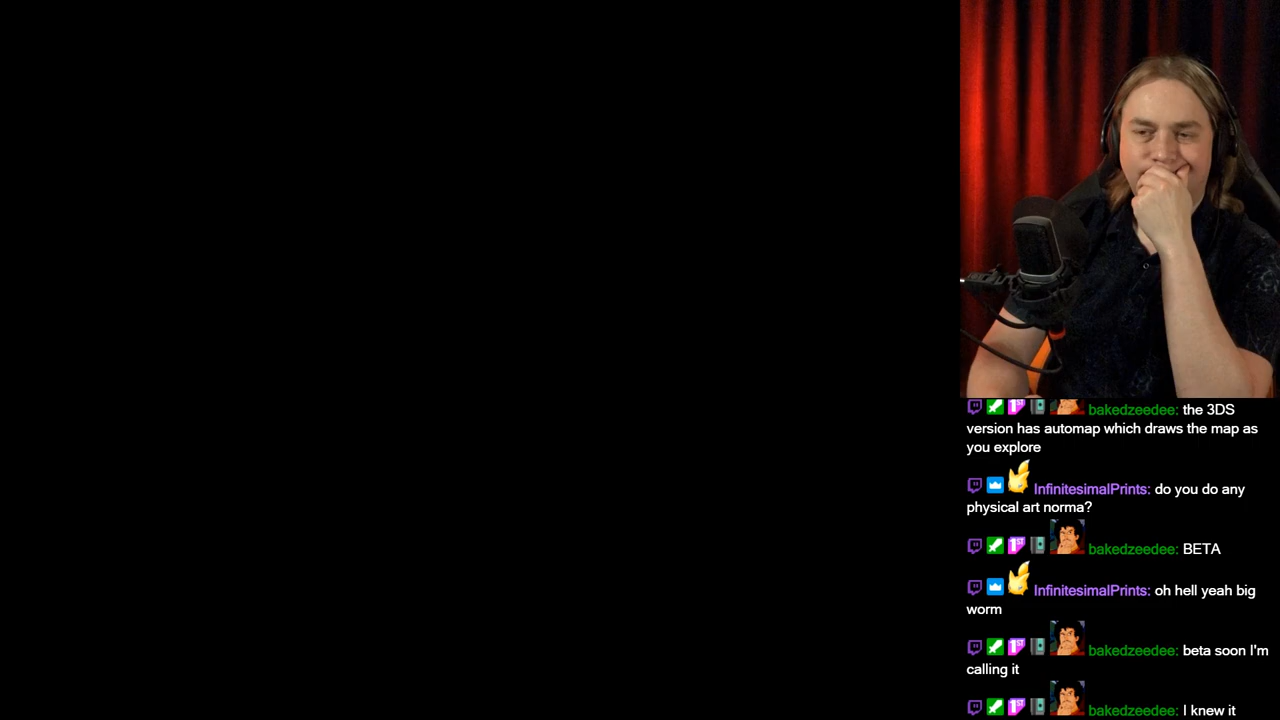 bakedzeedee: the 3DS
version has automap which draws the map as
you explore
InfinitesimalPrints: do you do any
physical art norma?
bakedzeedee: BETA
InfinitesimalPrints: oh hell yeah big
worm
bakedzeedee: beta soon I'm
calling it
bakedzeedee: I knew it